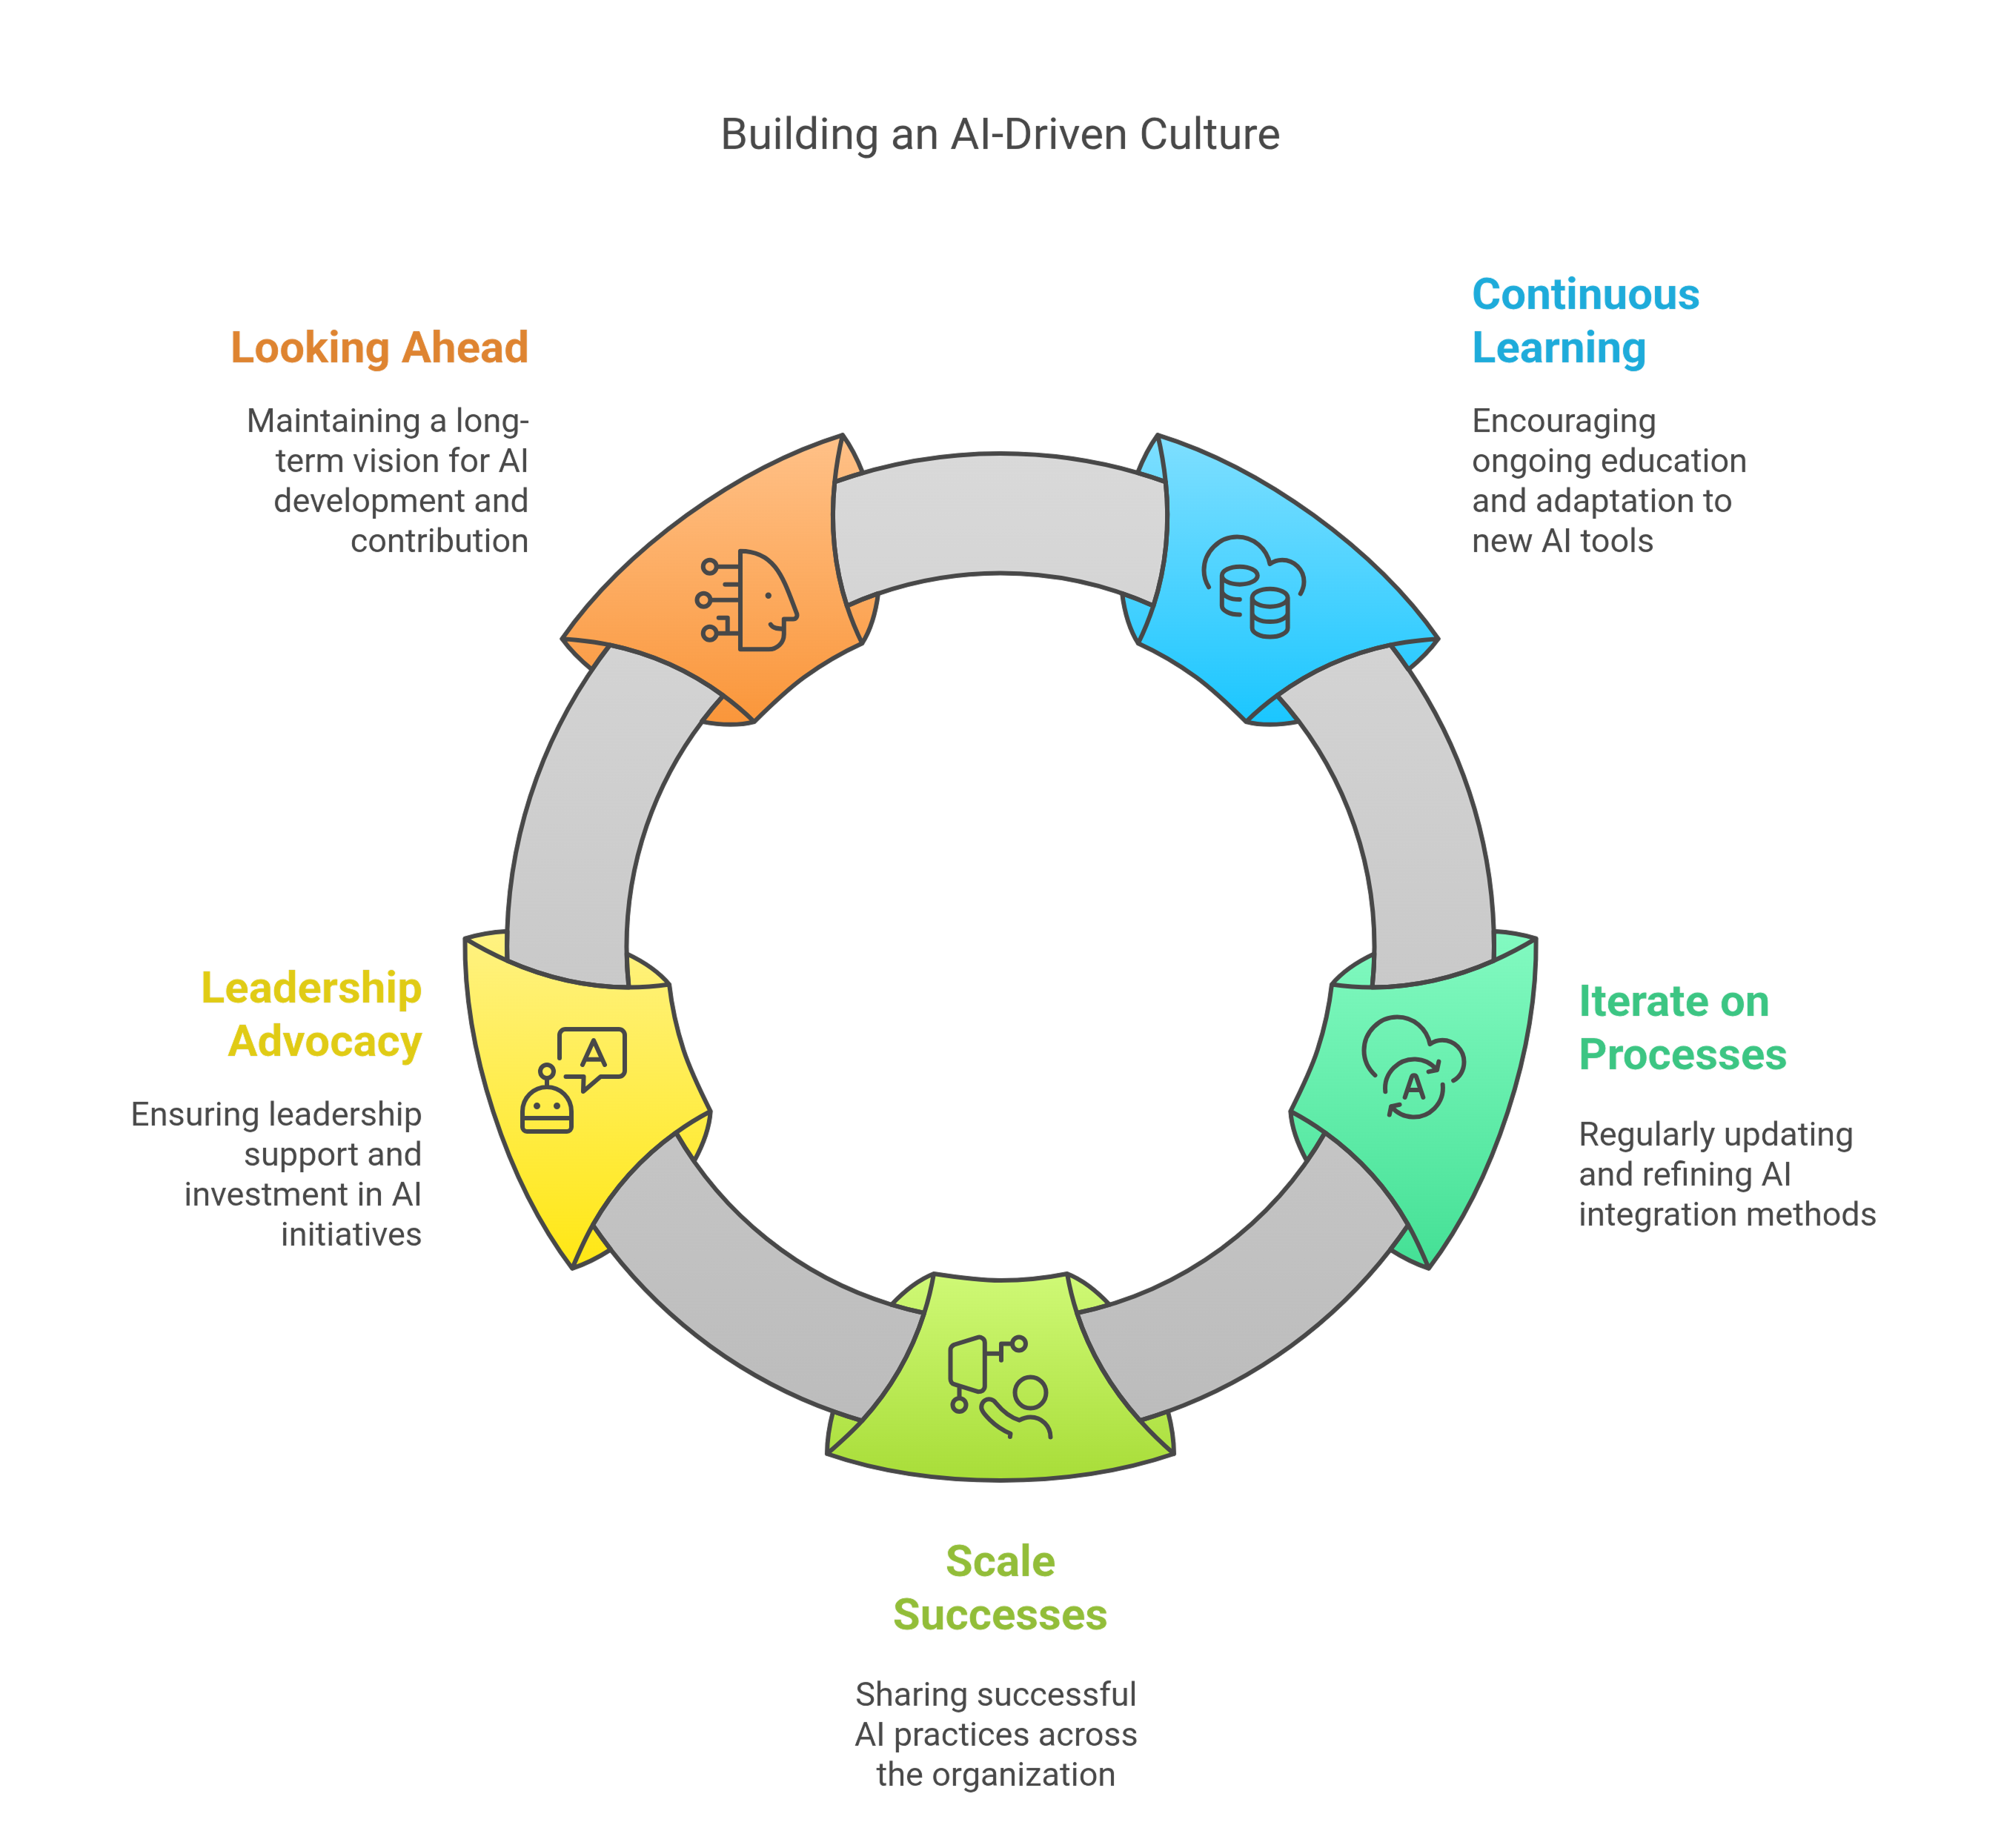 Building an AI-Driven Culture
Looking Ahead
Maintaining a long-
term vision for AI
development and
contribution
Continuous
Learning
Encouraging
ongoing education
and adaptation to
new AI tools
Leadership
Advocacy
Ensuring leadership
support and
investment in AI
initiatives
A
A
Iterate on
Processes
Regularly updating
and refining AI
integration methods
Scale
Successes
Sharing successful
AI practices across
the organization